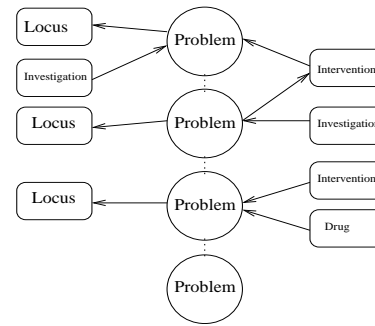 Locus
Problem
Investigation
Intervention
Locus
Problem
Investigation
Intervention
Locus
Problem
Drug
Problem